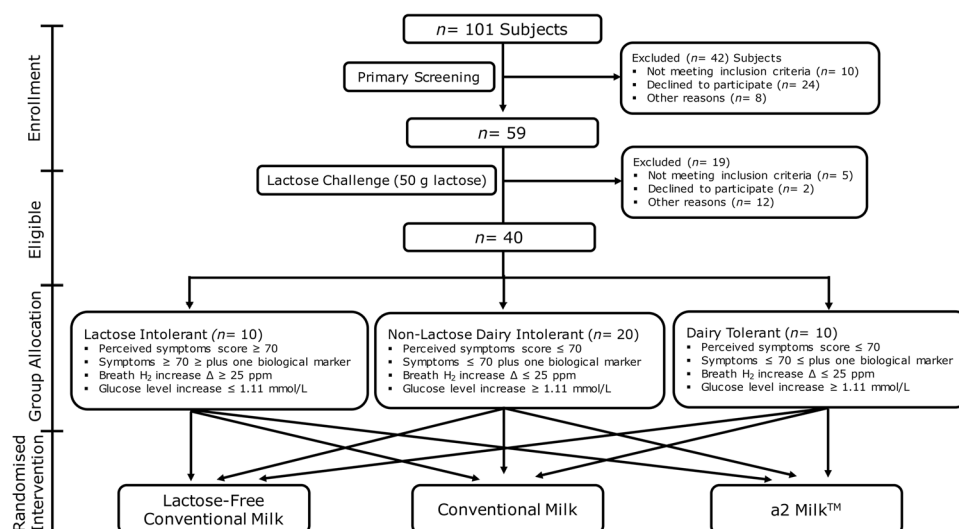 n= 101 Subjects
Primary Screening
Excluded (n= 42) Subjects
▪ Not meeting inclusion criteria (n= 10)
▪ Declined to participate (n= 24)
▪ Other reasons (n= 8)
Enrollment
n= 59
Lactose Challenge (50 g lactose)
Excluded (n= 19)
▪ Not meeting inclusion criteria (n= 5)
▪ Declined to participate (n= 2)
▪ Other reasons (n= 12)
Eligible
n= 40
Group Allocation
Lactose Intolerant (n= 10)
▪ Perceived symptoms score ≥ 70
▪ Symptoms ≥ 70 ≥ plus one biological marker
▪ Breath H₂ increase Δ ≥ 25 ppm
▪ Glucose level increase ≤ 1.11 mmol/L
Non-Lactose Dairy Intolerant (n= 20)
▪ Perceived symptoms score ≤ 70
▪ Symptoms ≤ 70 plus one biological marker
▪ Breath H₂ increase Δ ≤ 25 ppm
▪ Glucose level increase ≥ 1.11 mmol/L
Dairy Tolerant (n= 10)
▪ Perceived symptoms score ≤ 70
▪ Symptoms ≤ 70 ≤ plus one biological marker
▪ Breath H₂ increase Δ ≤ 25 ppm
▪ Glucose level increase ≥ 1.11 mmol/L
Randomised
Intervention
Lactose-Free
Conventional Milk
Conventional Milk
a2 Milk™